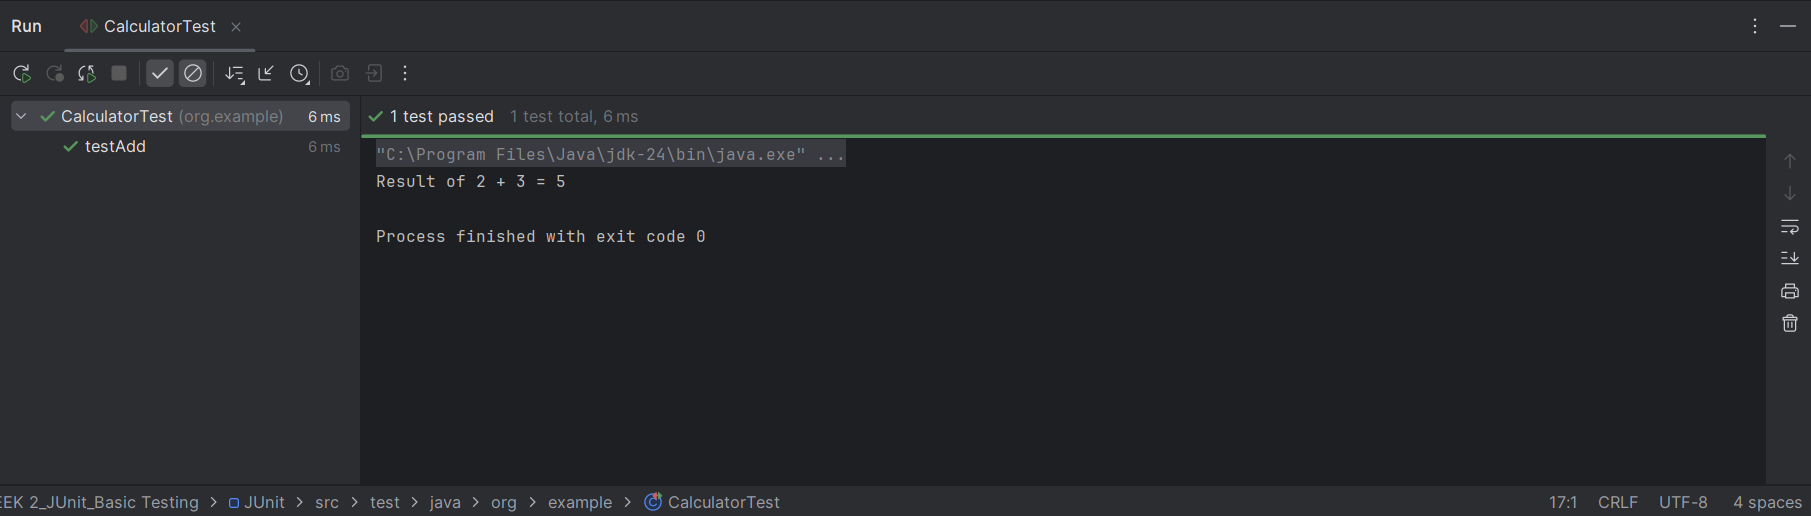 Run CalculatorTest
CalculatorTest (org.example) 6 ms
testAdd 6 ms
1 test passed 1 test total, 6 ms
"C:\Program Files\Java\jdk-24\bin\java.exe" ...
Result of 2 + 3 = 5
Process finished with exit code 0
EEK 2_JUnit_Basic Testing > JUnit > src > test > java > org > example > CalculatorTest 17:1 CRLF UTF-8 4 spaces